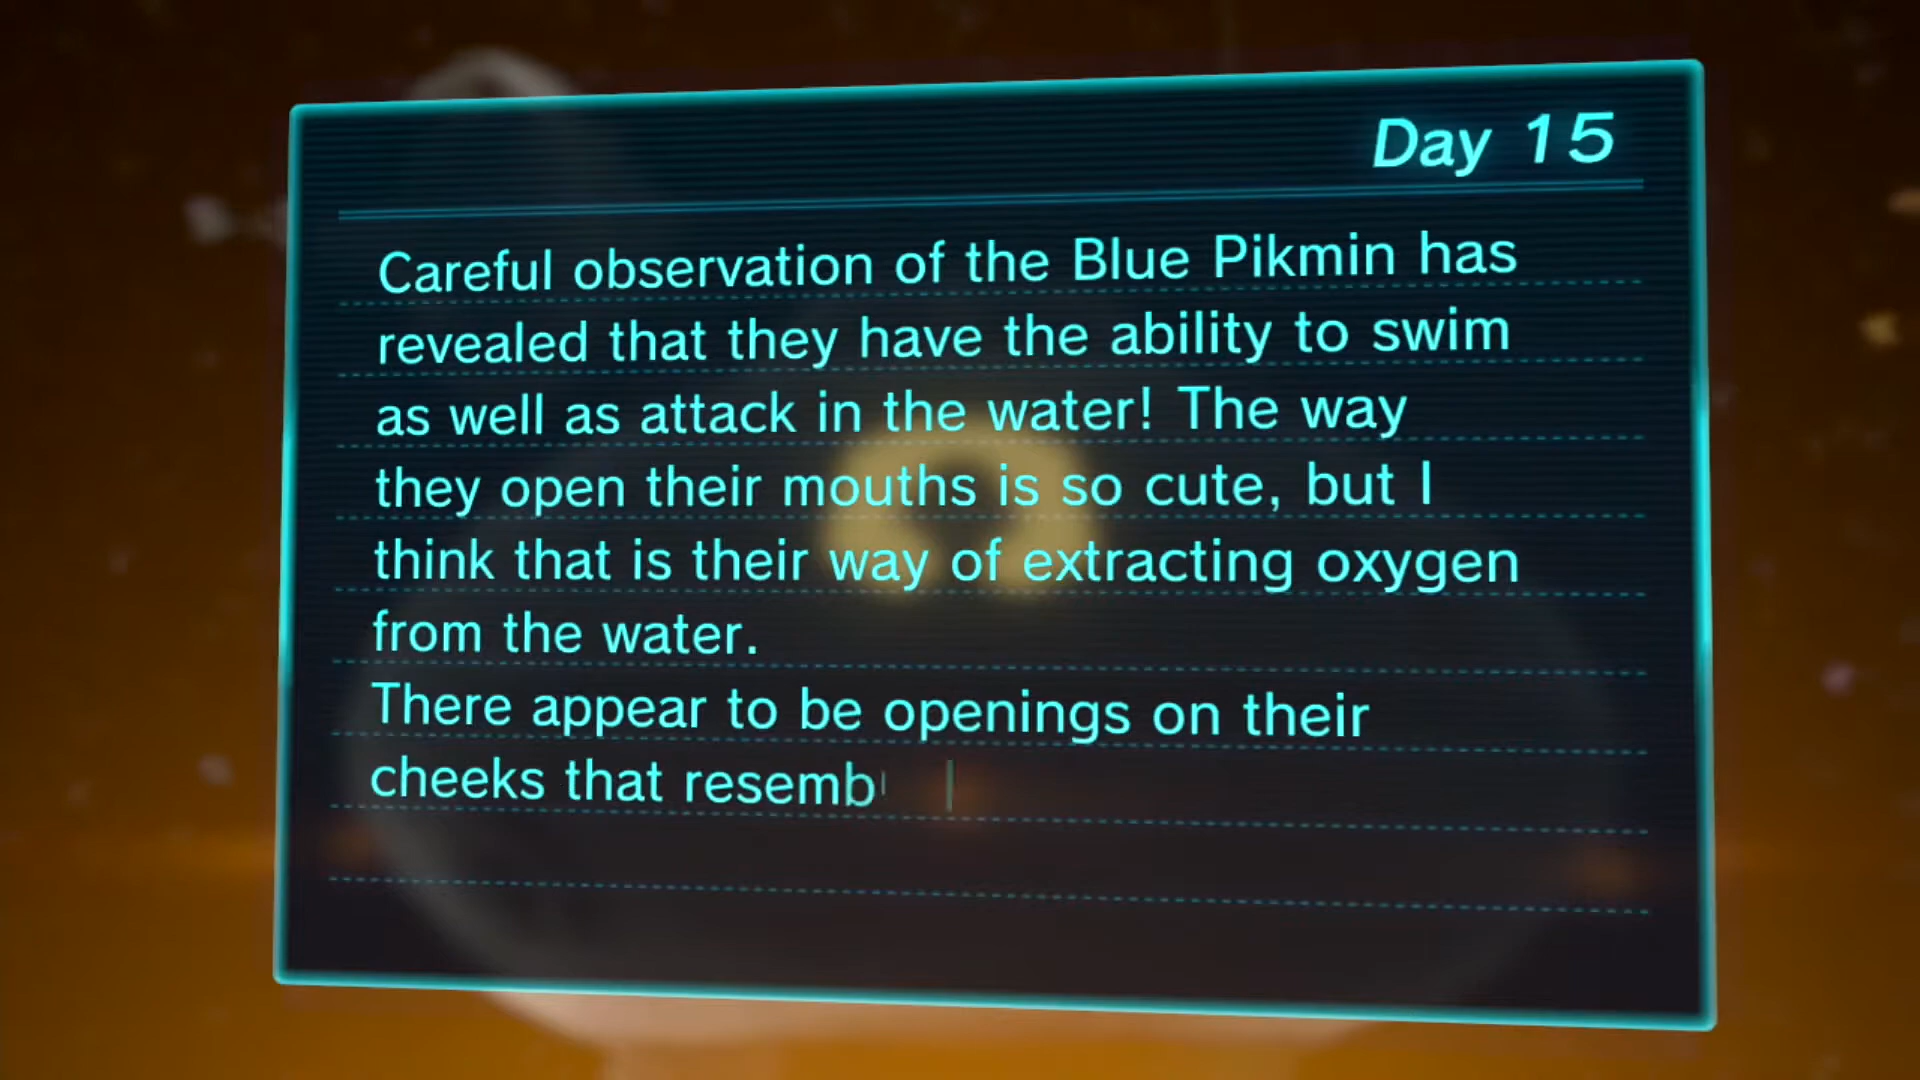 Day 15
Careful observation of the Blue Pikmin has
revealed that they have the ability to swim
as well as attack in the water! The way
they open their mouths is so cute, but I
think that is their way of extracting oxygen
from the water.
There appear to be openings on their
cheeks that resemb